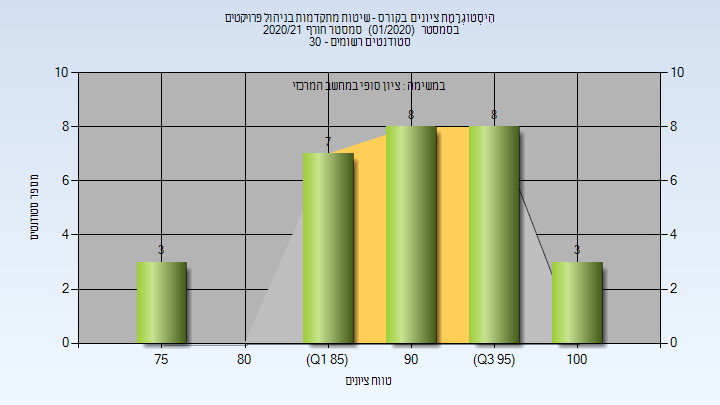 הִיסְטוֹגְרַמַת ציונים בקורס - שיטות מתקדמות בניהול פרויקטים
בסמסטר (01/2020) סמסטר חורף 2020/21
סטודנטים רשומים - 30
במשימה : ציון סופי במחשב המרכזי
מספר סטודנטים
10
8
6
4
2
0
10
8
6
4
2
0
3
7
8
8
3
75
80
(Q1 85)
90
(Q3 95)
100
טווח ציונים